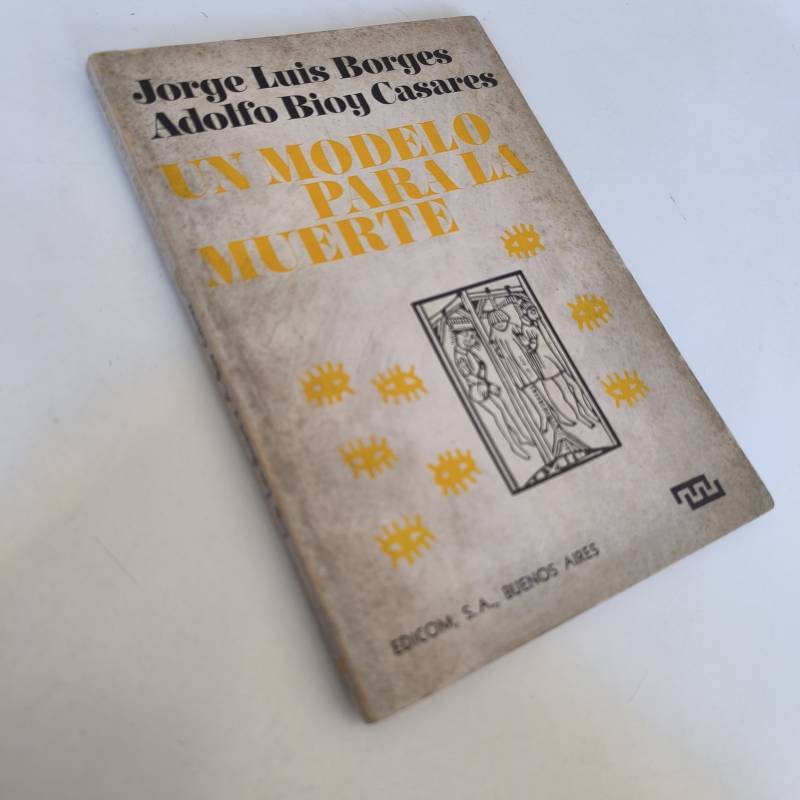 Jorge Luis Borges
Adolfo Bioy Casares
UN MODELO
PARA LA
MUERTE
EDICOM, S.A., BUENOS AIRES